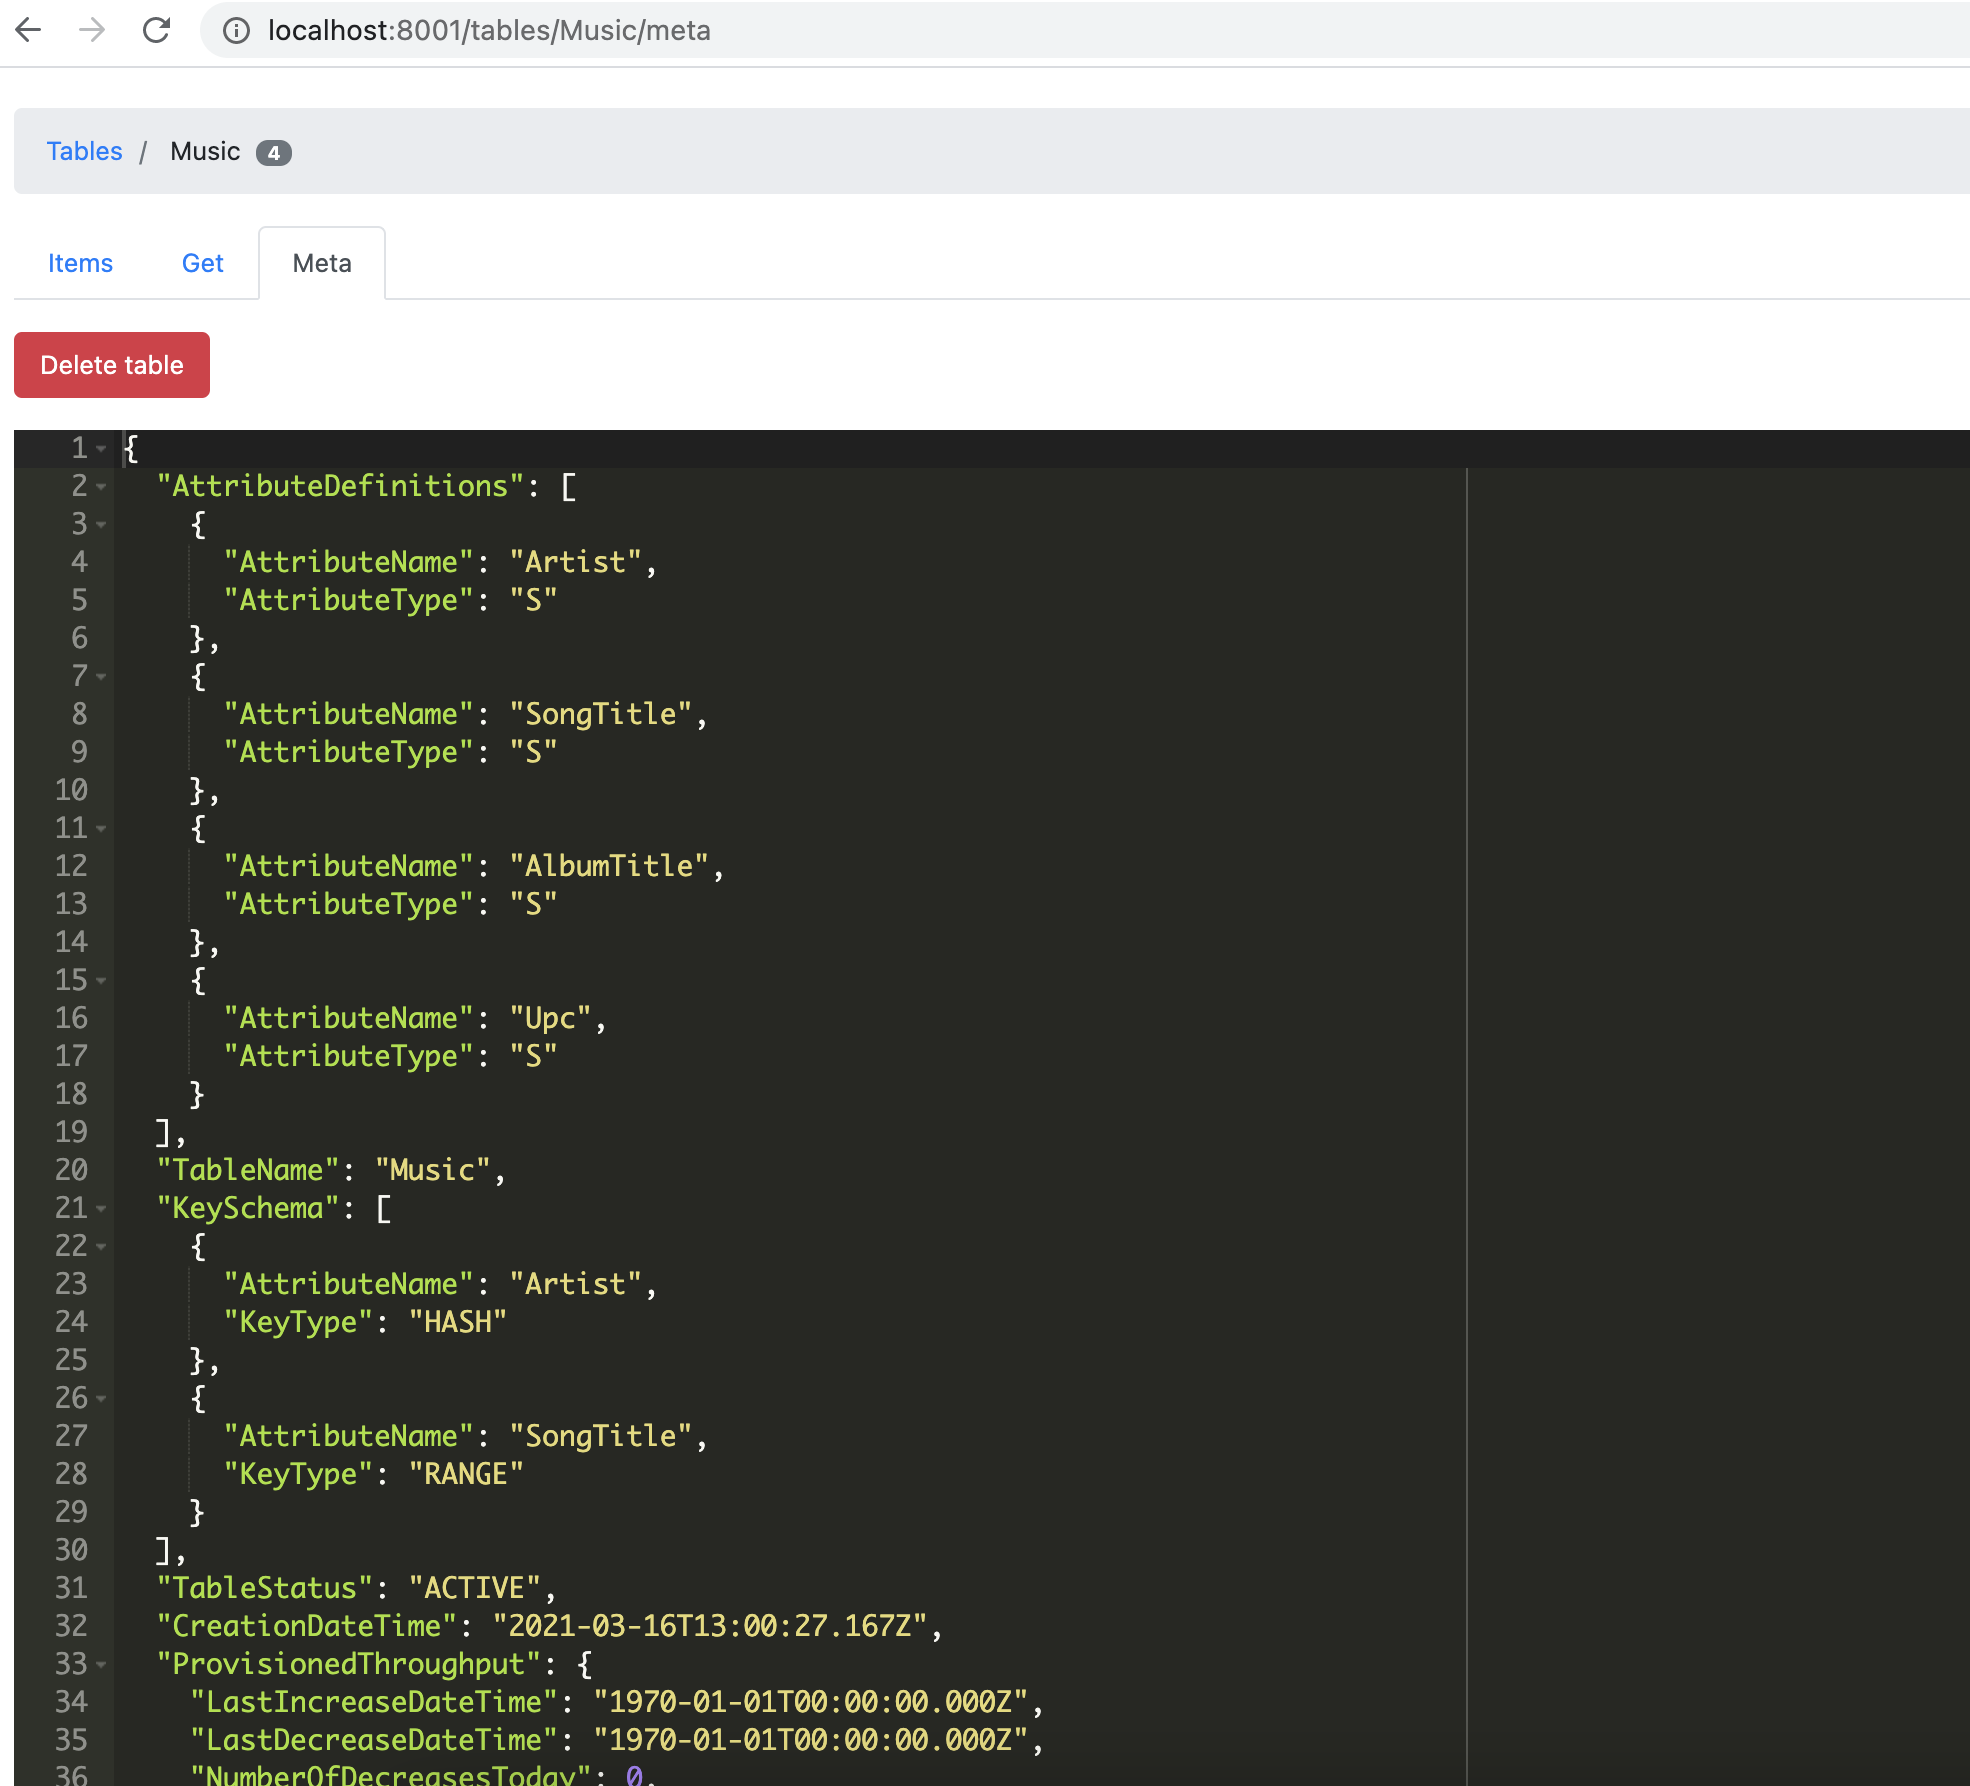 localhost:8001/tables/Music/meta
Tables / Music 4
Items Get Meta
Delete table
1 {
2 "AttributeDefinitions": [
3 {
4 "AttributeName": "Artist",
5 "AttributeType": "S"
6 },
7 {
8 "AttributeName": "SongTitle",
9 "AttributeType": "S"
10 },
11 {
12 "AttributeName": "AlbumTitle",
13 "AttributeType": "S"
14 },
15 {
16 "AttributeName": "Upc",
17 "AttributeType": "S"
18 }
19 ],
20 "TableName": "Music",
21 "KeySchema": [
22 {
23 "AttributeName": "Artist",
24 "KeyType": "HASH"
25 },
26 {
27 "AttributeName": "SongTitle",
28 "KeyType": "RANGE"
29 }
30 ],
31 "TableStatus": "ACTIVE",
32 "CreationDateTime": "2021-03-16T13:00:27.167Z",
33 "ProvisionedThroughput": {
34 "LastIncreaseDateTime": "1970-01-01T00:00:00.000Z",
35 "LastDecreaseDateTime": "1970-01-01T00:00:00.000Z",
36 "NumberOfDecreasesToday": 0,